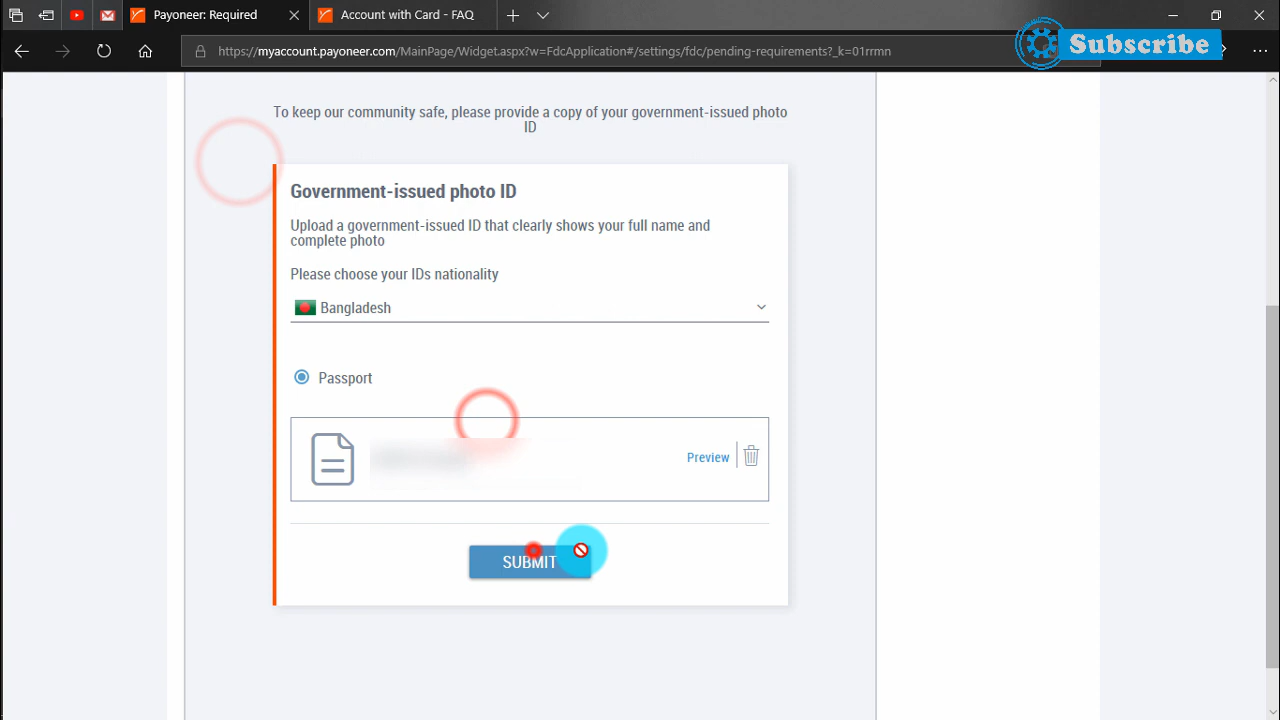 Payoneer: Required
Account with Card - FAQ
https://myaccount.payoneer.com/MainPage/Widget.aspx?w=FdcApplication#/settings/fdc/pending-requirements?_k=01rrmn
Subscribe
To keep our community safe, please provide a copy of your government-issued photo
ID
Government-issued photo ID
Upload a government-issued ID that clearly shows your full name and
complete photo
Please choose your IDs nationality
Bangladesh
Passport
Preview
SUBMIT